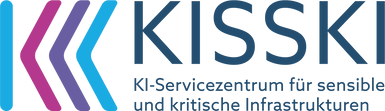 KISSKI
KI-Servicezentrum für sensible
und kritische Infrastrukturen